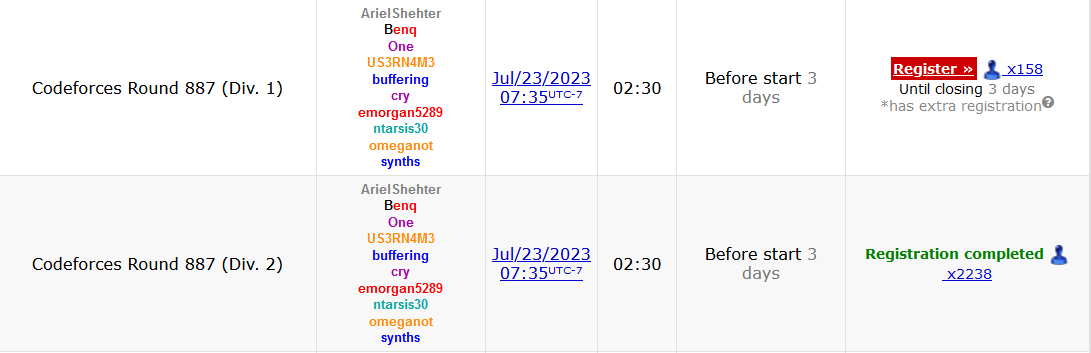 Codeforces Round 887 (Div. 1)
ArielShehter
Benq
One
US3RN4M3
buffering
cry
emorgan5289
ntarsis30
omeganot
synths
Jul/23/2023
07:35UTC-7
02:30
Before start 3
days
Register » x158
Until closing 3 days
*has extra registration?
Codeforces Round 887 (Div. 2)
ArielShehter
Benq
One
US3RN4M3
buffering
cry
emorgan5289
ntarsis30
omeganot
synths
Jul/23/2023
07:35UTC-7
02:30
Before start 3
days
Registration completed
x2238